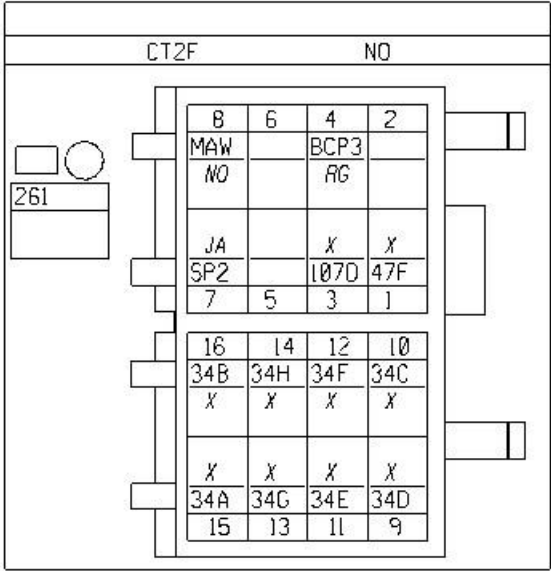 CT2F NO
8 6 4 2
MAW BCP3
NO RG
261
JA X X
SP2 107D 47F
7 5 3 1
16 14 12 10
34B 34H 34F 34C
X X X X
X X X X
34A 34G 34E 34D
15 13 11 9